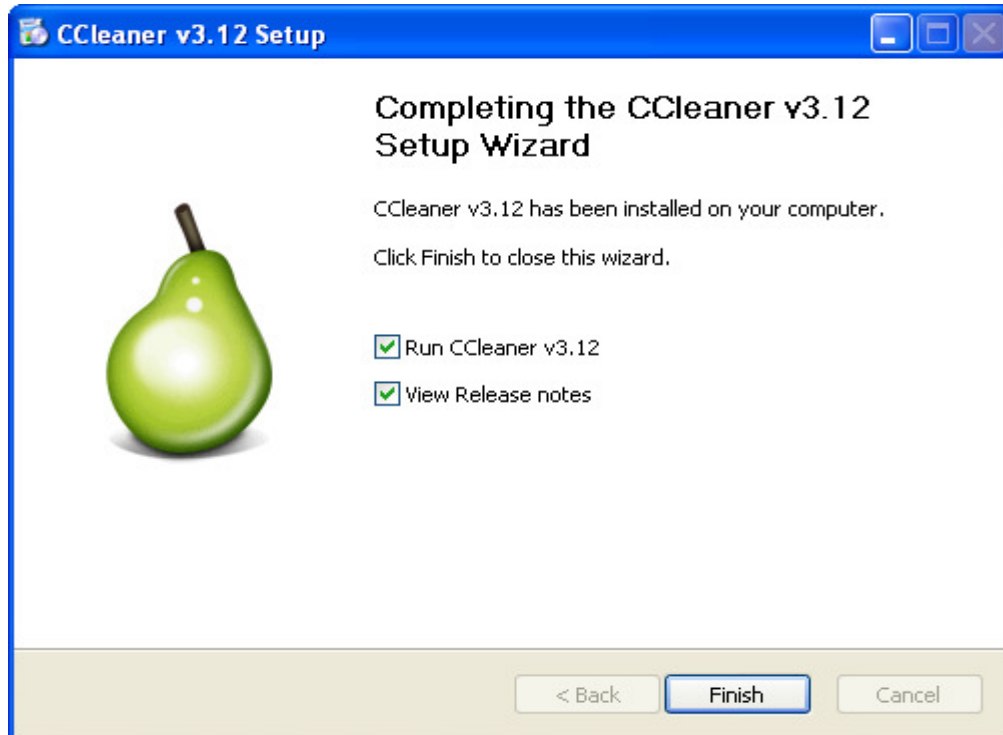 CCleaner v3.12 Setup
Completing the CCleaner v3.12
Setup Wizard
CCleaner v3.12 has been installed on your computer.
Click Finish to close this wizard.
Run CCleaner v3.12
View Release notes
< Back
Finish
Cancel